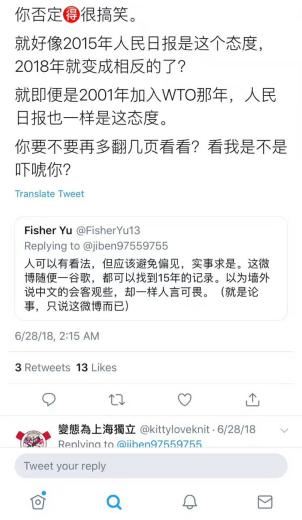 你否定🉐很搞笑。
就好像2015年人民日报是这个态度，
2018年就变成相反的了？
就即便是2001年加入WTO那年，人民
日报也一样是这态度。
你要不要再多翻几页看看？看我是不是
吓唬你？
Translate Tweet
Fisher Yu @FisherYu13
Replying to @jiben97559755
人可以有看法，但应该避免偏见，实事求是。这微
博随便一谷歌，都可以找到15年的记录。以为墙外
说中文的会客观些，却一样人言可畏。（就是论
事，只说这微博而已）
6/28/18, 2:15 AM
3 Retweets 13 Likes
變態為上海獨立 @kittyloveknit · 6/28/18
Replying to @jiben97559755
Tweet your reply